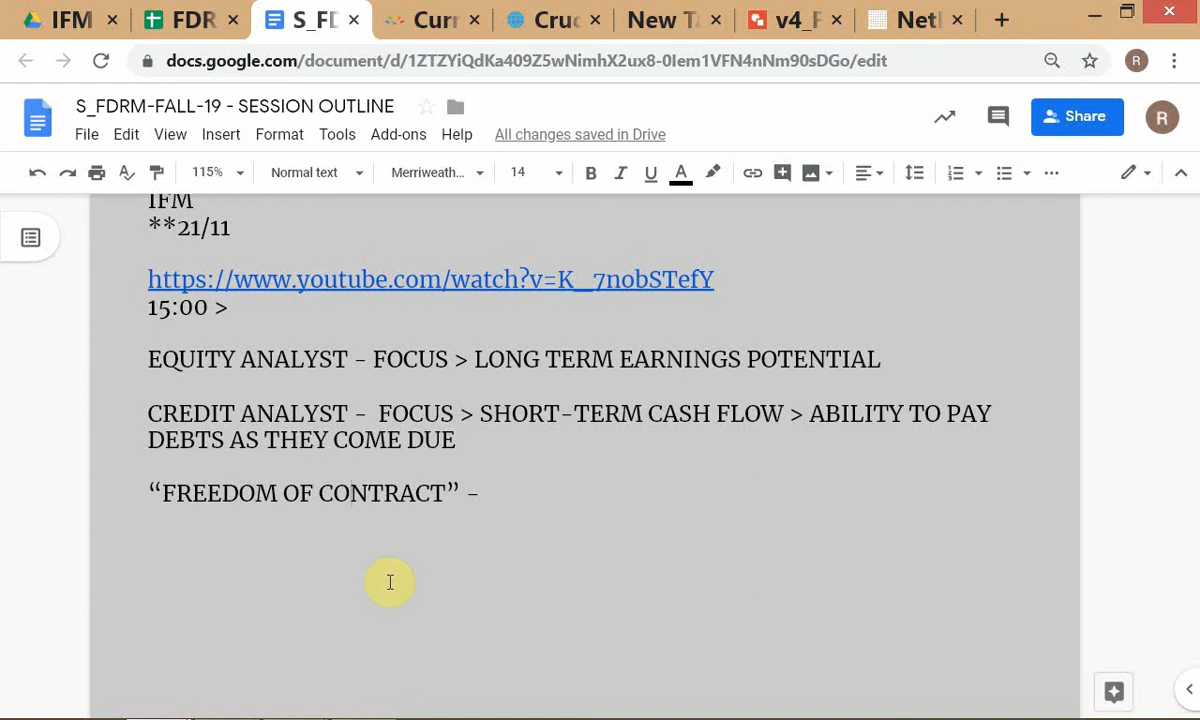 IFM
FDR
S_FD
Curr
Cruc
New Ta
v4_F
Netl
docs.google.com/document/d/1ZTZYiQdKa409Z5wNimhX2ux8-0Iem1VFN4nNm90sDGo/edit
R
S_FDRM-FALL-19 - SESSION OUTLINE
Share
R
File Edit View Insert Format Tools Add-ons Help All changes saved in Drive
115% Normal text Merriweath... 14 B I U A
IFM
**21/11
https://www.youtube.com/watch?v=K_7nobSTefY
15:00 >
EQUITY ANALYST - FOCUS > LONG TERM EARNINGS POTENTIAL
CREDIT ANALYST - FOCUS > SHORT-TERM CASH FLOW > ABILITY TO PAY
DEBTS AS THEY COME DUE
“FREEDOM OF CONTRACT” -